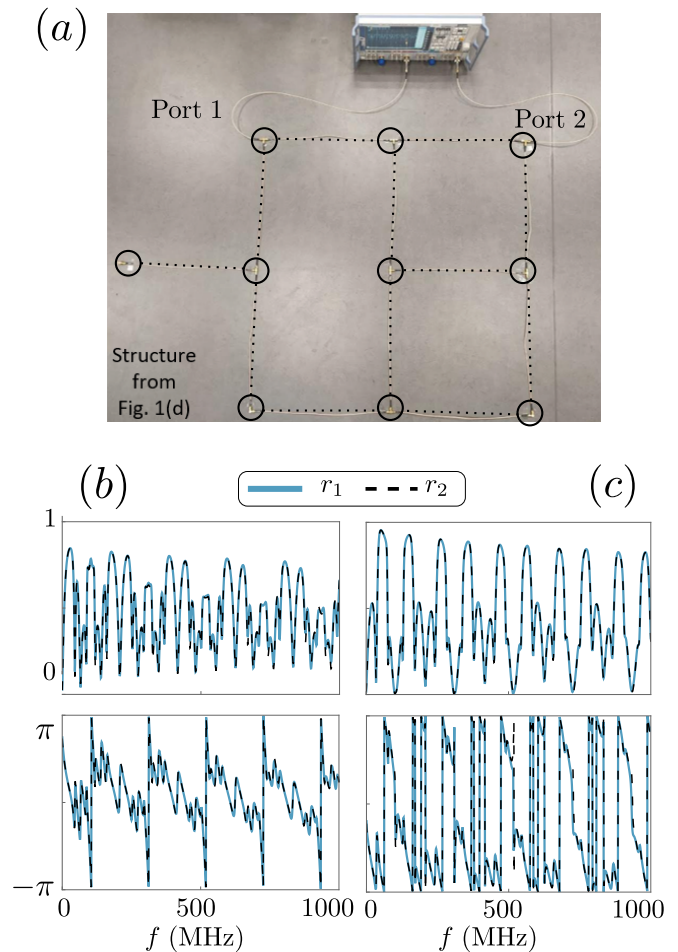 (a)
Port 1
Port 2
Structure
from
Fig. 1(d)
(b)
r₁
r₂
(c)
1
0
π
−π
0
500
1000
0
500
1000
f (MHz)
f (MHz)